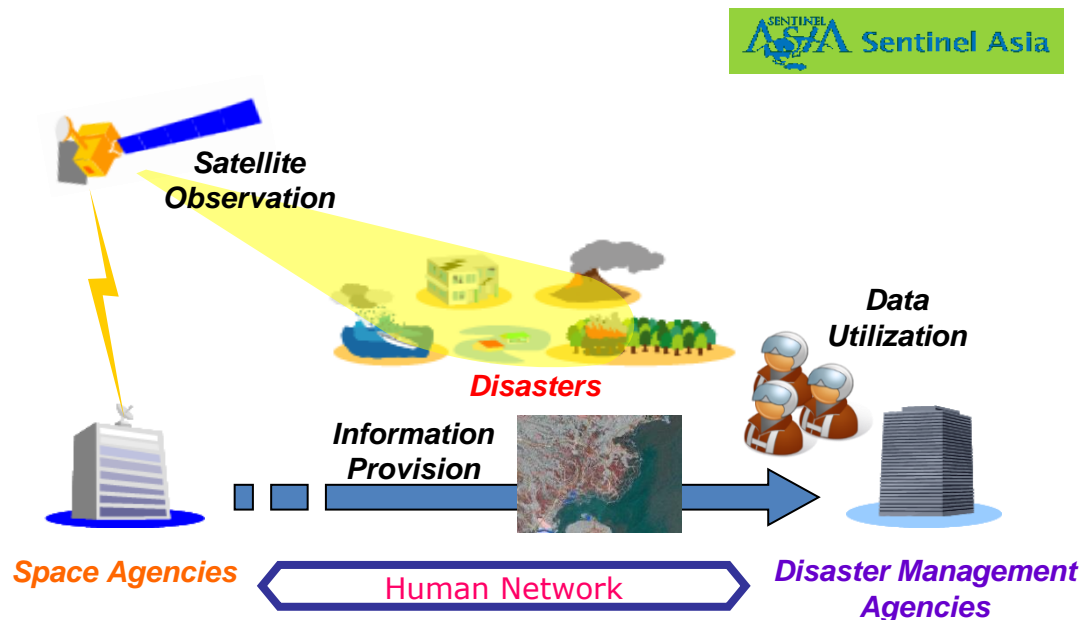 SENTINEL
ASIA Sentinel Asia
Satellite
Observation
Data
Utilization
Disasters
Information
Provision
Space Agencies
Human Network
Disaster Management
Agencies